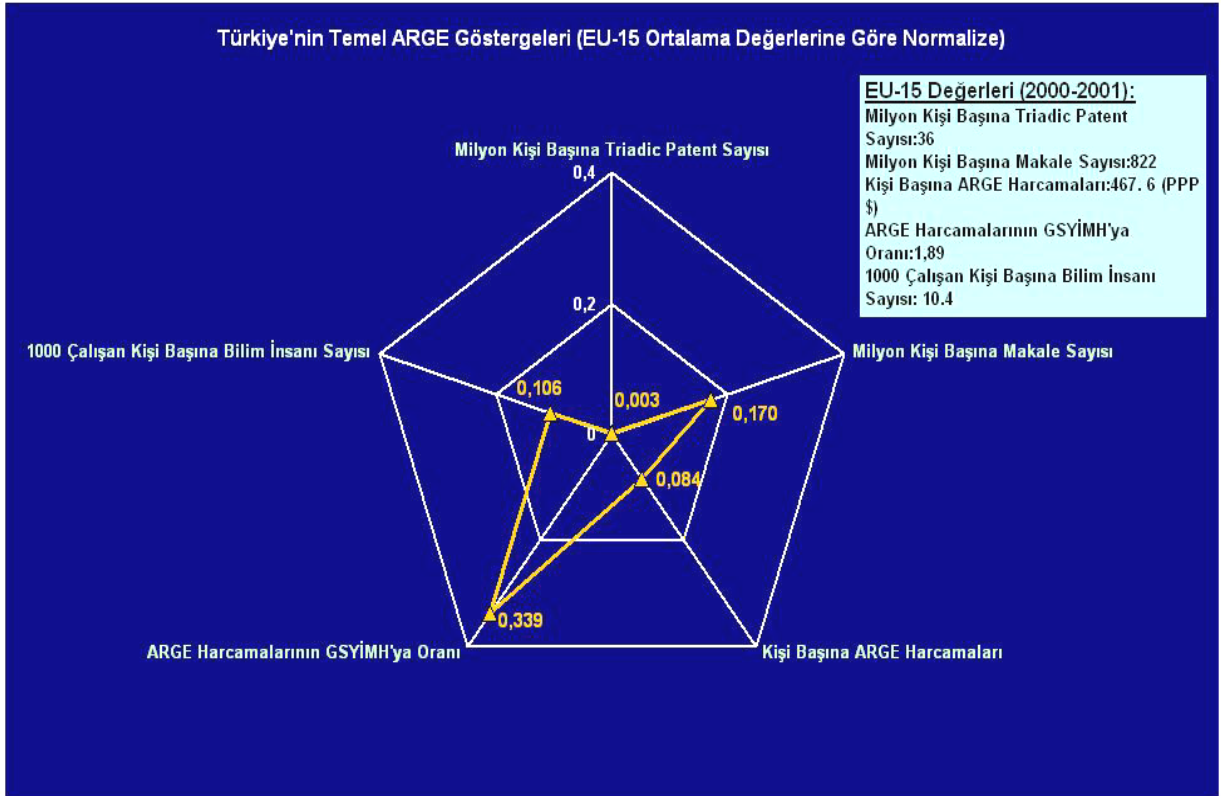 Türkiye'nin Temel ARGE Göstergeleri (EU-15 Ortalama Değerlerine Göre Normalize)
EU-15 Değerleri (2000-2001):
Milyon Kişi Başına Triadic Patent
Sayısı:36
Milyon Kişi Başına Makale Sayısı:822
Kişi Başına ARGE Harcamaları:467. 6 (PPP
$)
ARGE Harcamalarının GSYİMH'ya
Oranı:1,89
1000 Çalışan Kişi Başına Bilim İnsanı
Sayısı: 10.4
Milyon Kişi Başına Triadic Patent Sayısı
0,4
0,2
1000 Çalışan Kişi Başına Bilim İnsanı Sayısı
Milyon Kişi Başına Makale Sayısı
0,106
0,003
0,170
0
0,084
0,339
ARGE Harcamalarının GSYİMH'ya Oranı
Kişi Başına ARGE Harcamaları